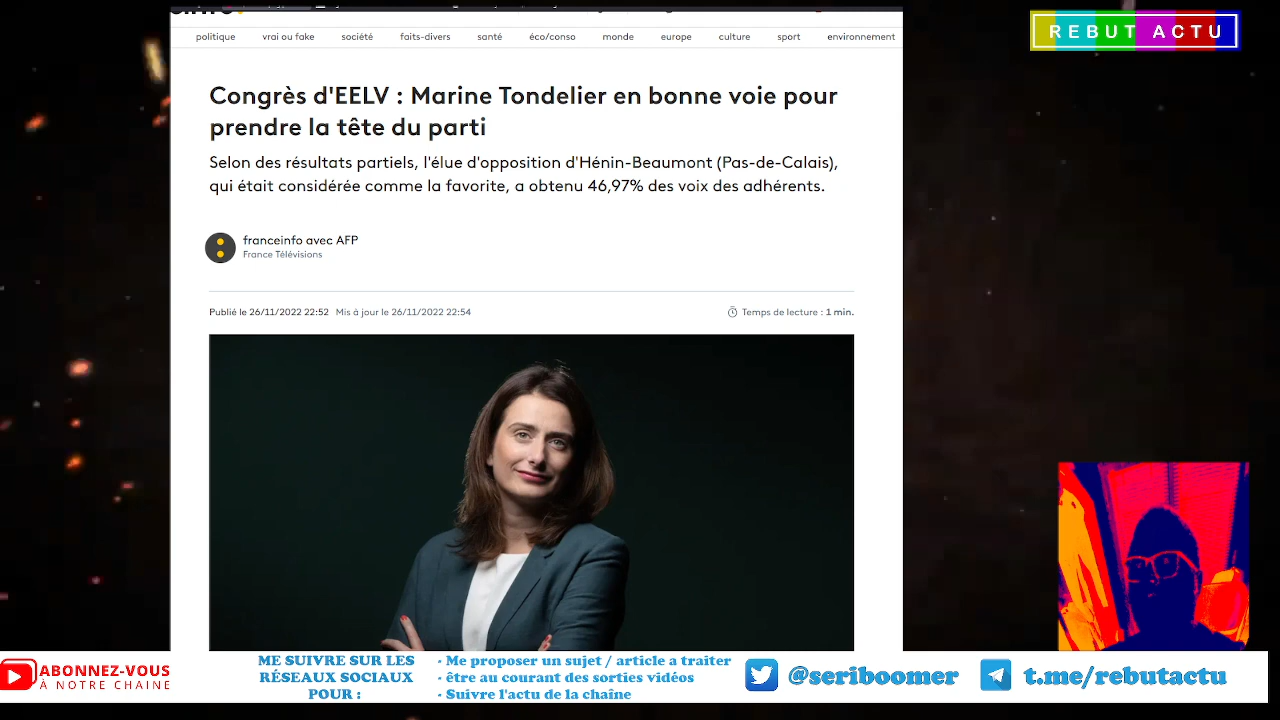 REBUT ACTU
politique vrai ou fake société faits-divers santé éco/conso monde europe culture sport environnement
Congrès d'EELV : Marine Tondelier en bonne voie pour
prendre la tête du parti
Selon des résultats partiels, l'élue d'opposition d'Hénin-Beaumont (Pas-de-Calais),
qui était considérée comme la favorite, a obtenu 46,97% des voix des adhérents.
franceinfo avec AFP
France Télévisions
Publié le 26/11/2022 22:52 Mis à jour le 26/11/2022 22:54
Temps de lecture : 1 min.
ABONNEZ-VOUS
À NOTRE CHAINE
ME SUIVRE SUR LES
RÉSEAUX SOCIAUX
POUR :
· Me proposer un sujet / article a traiter
· être au courant des sorties vidéos
· Suivre l'actu de la chaîne
@seriboomer
t.me/rebutactu